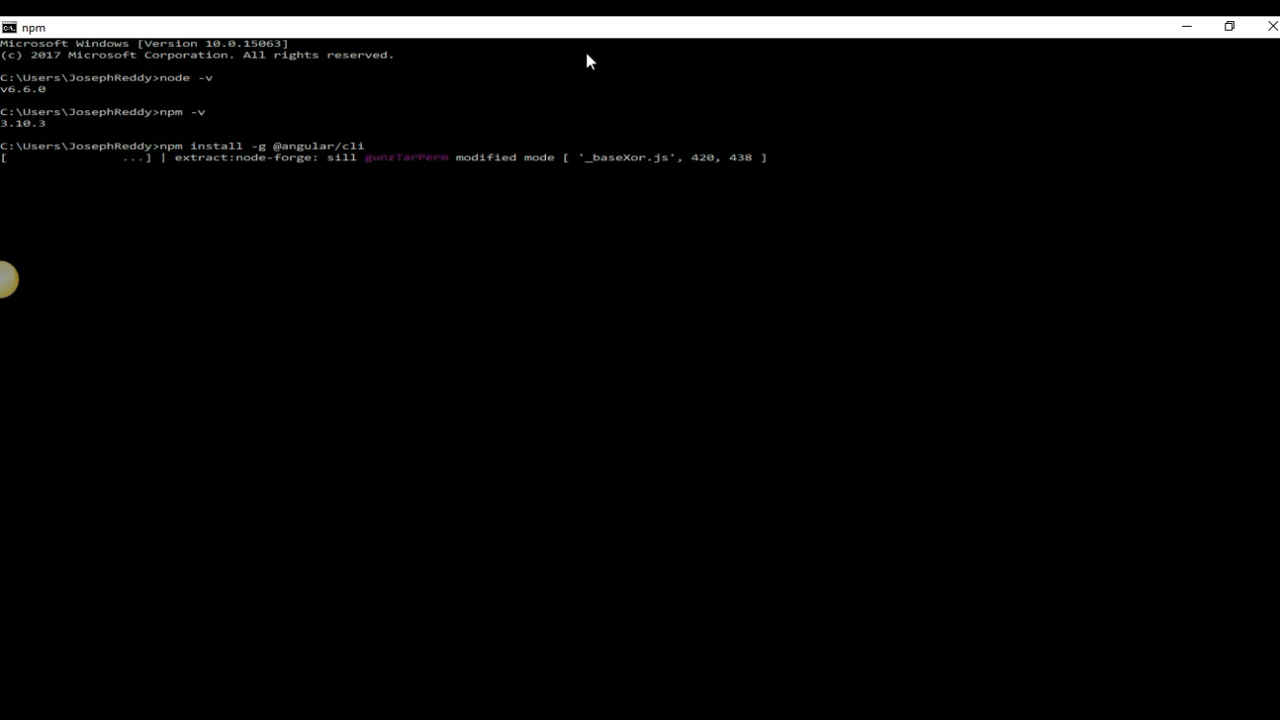 npm
Microsoft Windows [Version 10.0.15063]
(c) 2017 Microsoft Corporation. All rights reserved.
C:\Users\JosephReddy>node -v
v6.6.0
C:\Users\JosephReddy>npm -v
3.10.3
C:\Users\JosephReddy>npm install -g @angular/cli
[ ...] | extract:node-forge: sill gunzTarPerm modified mode [ '_baseXor.js', 420, 438 ]